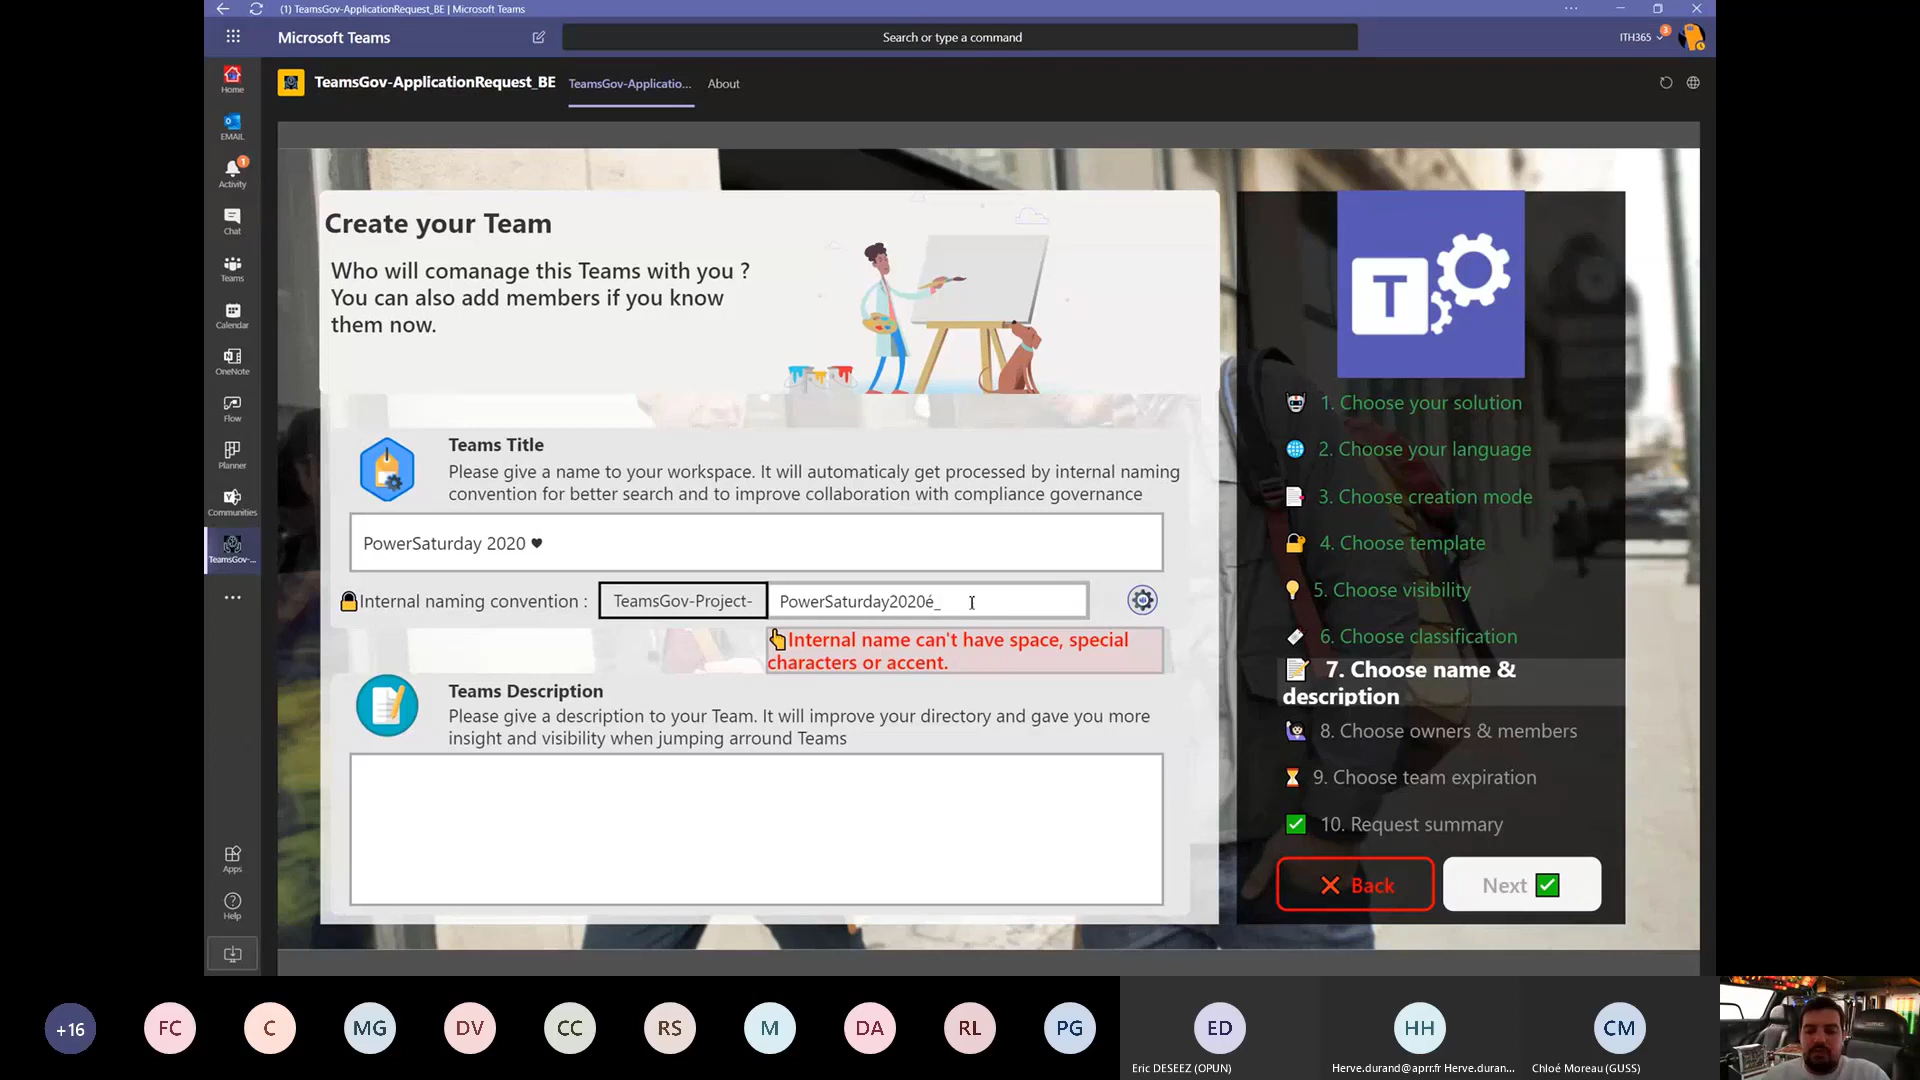 (1) TeamsGov-ApplicationRequest_BE | Microsoft Teams
Microsoft Teams
Search or type a command
ITH365
3
TeamsGov-ApplicationRequest_BE
TeamsGov-Applicatio...
About
Home
EMAIL
1
Activity
Chat
Teams
Calendar
OneNote
Flow
Planner
Communities
TeamsGov-...
Apps
Help
Create your Team
Who will comanage this Teams with you ?
You can also add members if you know
them now.
Teams Title
Please give a name to your workspace. It will automaticaly get processed by internal naming
convention for better search and to improve collaboration with compliance governance
PowerSaturday 2020 ♥
Internal naming convention :
TeamsGov-Project-
PowerSaturday2020é_
Internal name can't have space, special
characters or accent.
Teams Description
Please give a description to your Team. It will improve your directory and gave you more
insight and visibility when jumping arround Teams
T
1. Choose your solution
2. Choose your language
3. Choose creation mode
4. Choose template
5. Choose visibility
6. Choose classification
7. Choose name &
description
8. Choose owners & members
9. Choose team expiration
10. Request summary
Back
Next
+16
FC
C
MG
DV
CC
RS
M
DA
RL
PG
ED
HH
CM
Eric DESEEZ (OPUN)
Herve.durand@aprr.fr Herve.duran...
Chloé Moreau (GUSS)